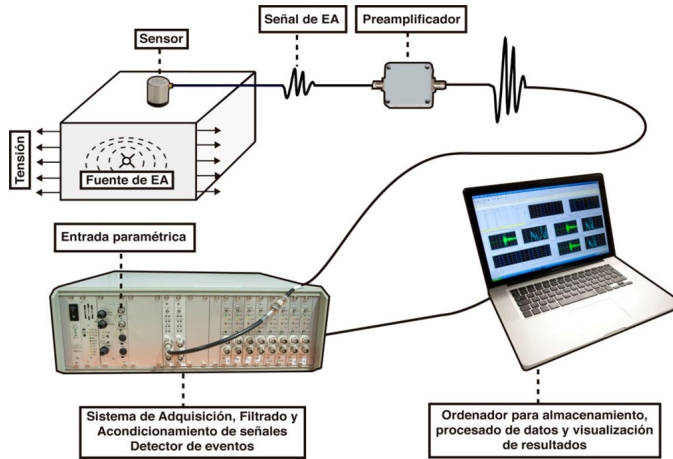 Señal de EA
Preamplificador
Sensor
Tensión
Fuente de EA
Entrada paramétrica
Sistema de Adquisición, Filtrado y
Acondicionamiento de señales
Detector de eventos
Ordenador para almacenamiento,
procesado de datos y visualización
de resultados